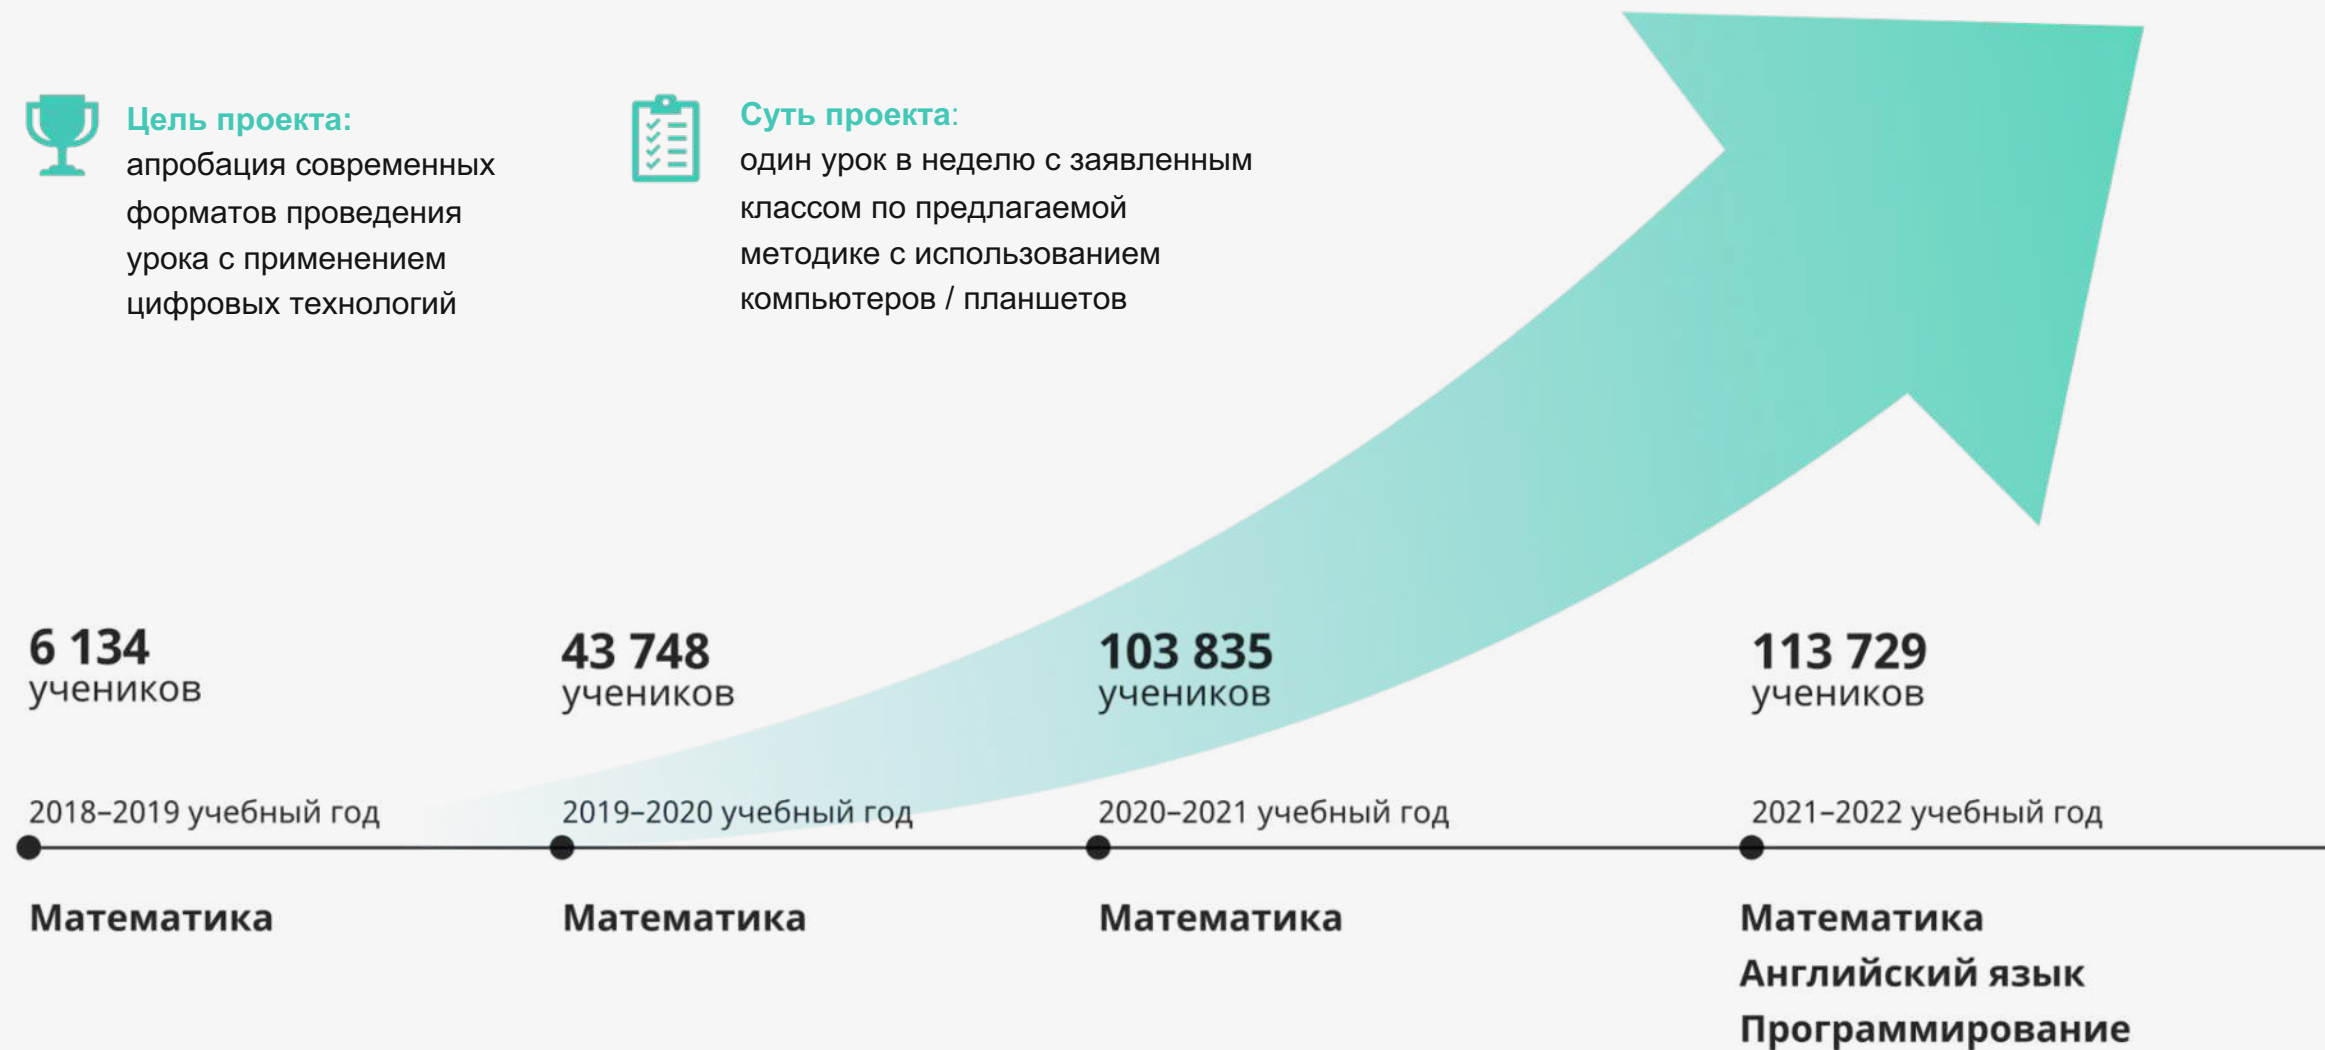 Цель проекта:
апробация современных
форматов проведения
урока с применением
цифровых технологий
Суть проекта:
один урок в неделю с заявленным
классом по предлагаемой
методике с использованием
компьютеров / планшетов
6 134
учеников
43 748
учеников
103 835
учеников
113 729
учеников
2018–2019 учебный год
2019–2020 учебный год
2020–2021 учебный год
2021–2022 учебный год
Математика
Математика
Математика
Математика
Английский язык
Программирование